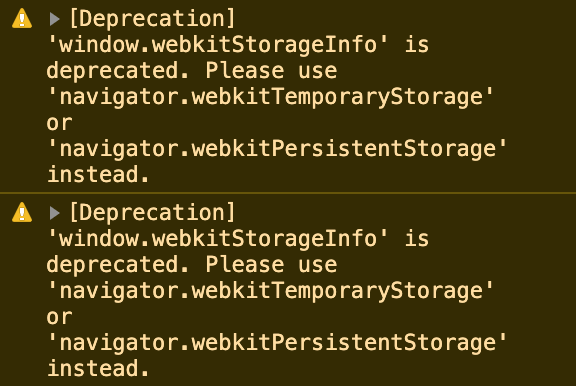 [Deprecation]
'window.webkitStorageInfo' is
deprecated. Please use
'navigator.webkitTemporaryStorage'
or
'navigator.webkitPersistentStorage'
instead.
[Deprecation]
'window.webkitStorageInfo' is
deprecated. Please use
'navigator.webkitTemporaryStorage'
or
'navigator.webkitPersistentStorage'
instead.